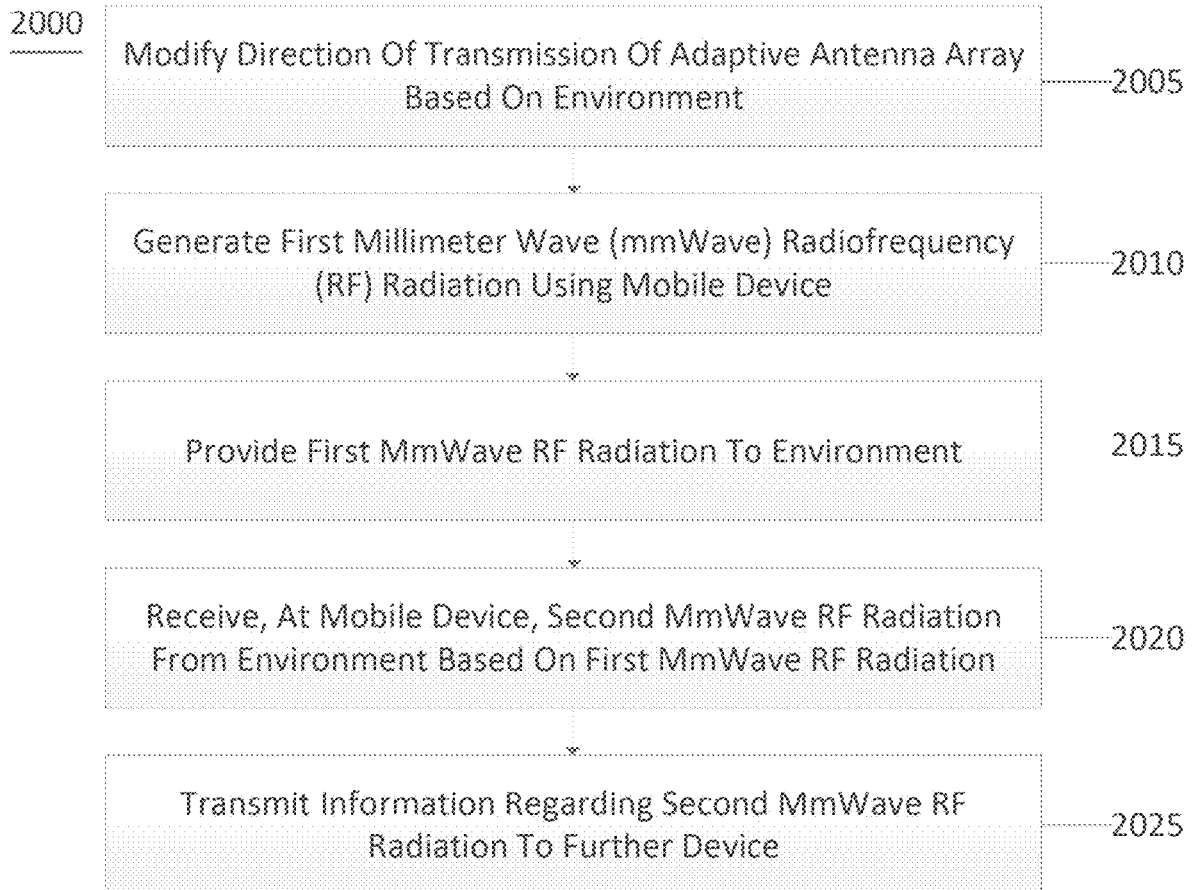 2000
Modify Direction Of Transmission Of Adaptive Antenna Array
Based On Environment
2005
Generate First Millimeter Wave (mmWave) Radiofrequency
(RF) Radiation Using Mobile Device
2010
Provide First MmWave RF Radiation To Environment
2015
Receive, At Mobile Device, Second MmWave RF Radiation
From Environment Based On First MmWave RF Radiation
2020
Transmit Information Regarding Second MmWave RF
Radiation To Further Device
2025